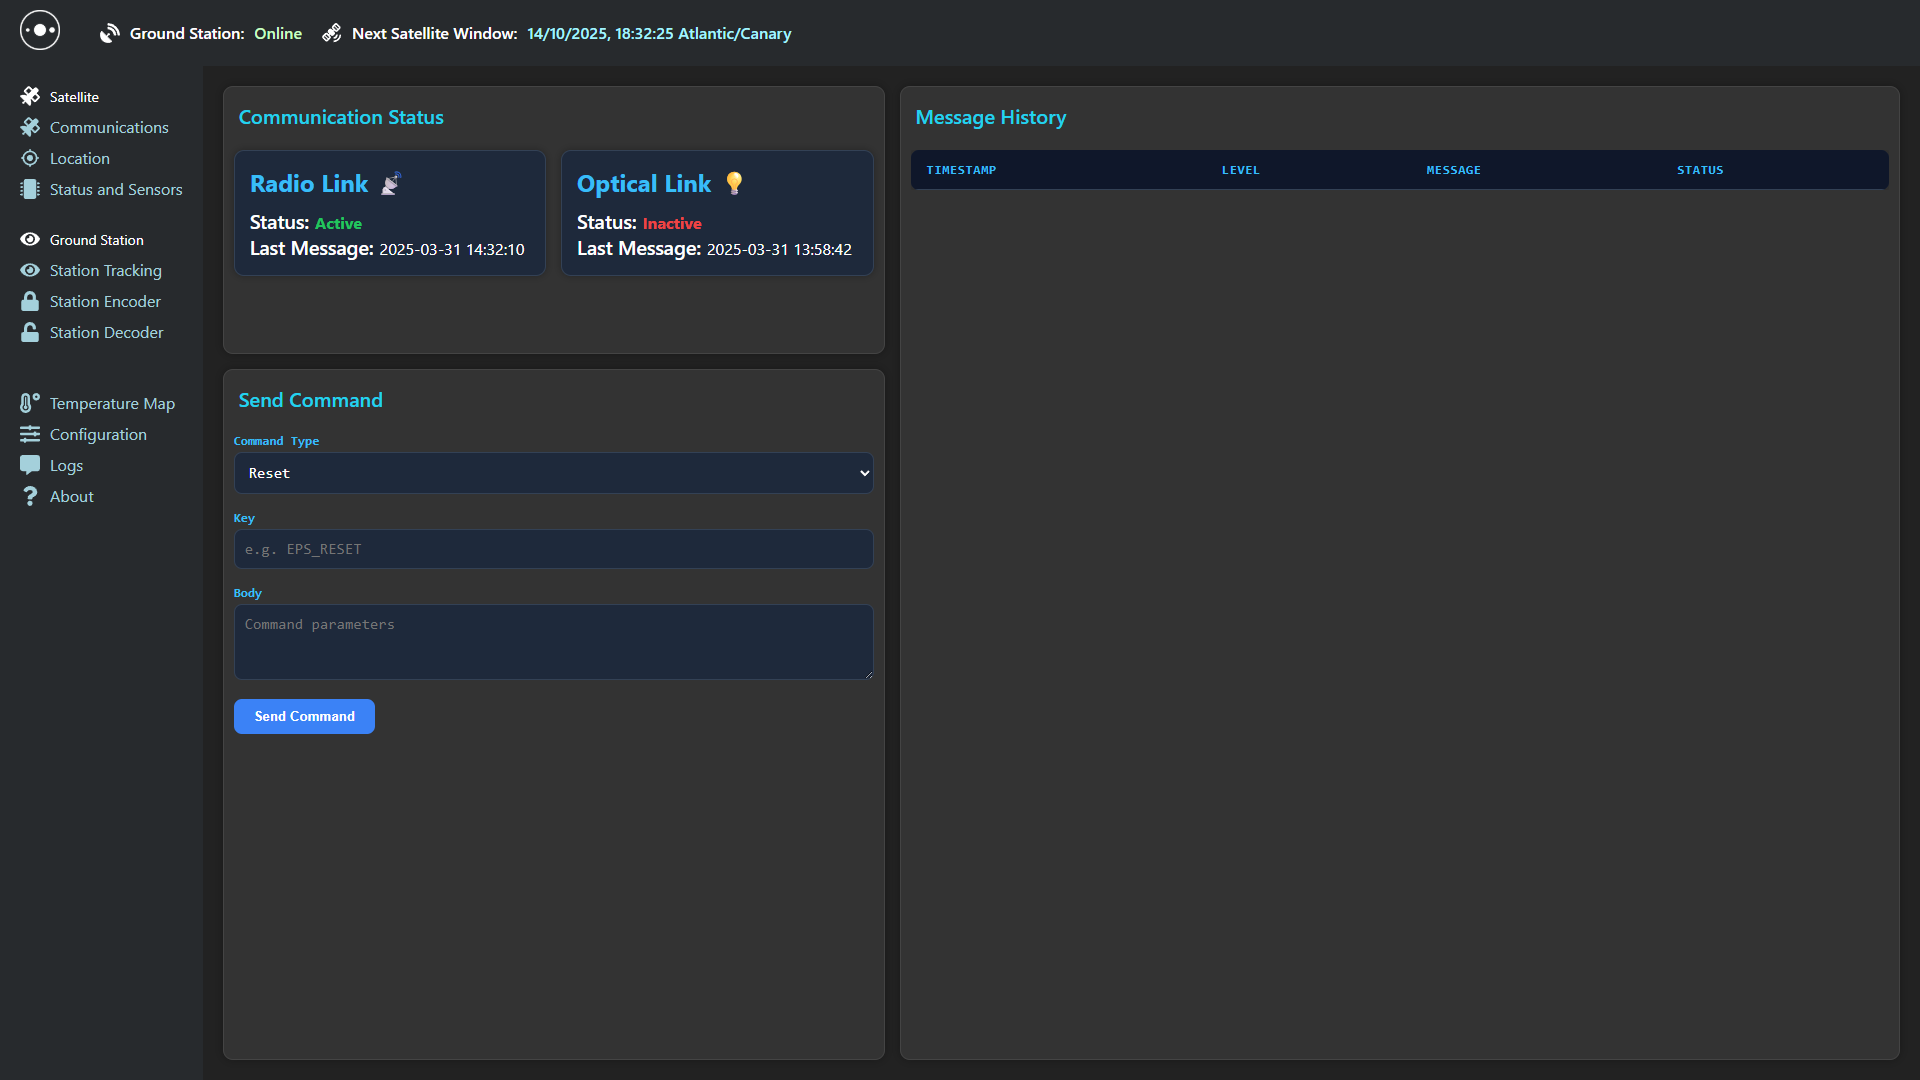 Ground Station: Online Next Satellite Window: 14/10/2025, 18:32:25 Atlantic/Canary
Satellite
Communications
Location
Status and Sensors
Ground Station
Station Tracking
Station Encoder
Station Decoder
Temperature Map
Configuration
Logs
About
Communication Status
Radio Link
Status: Active
Last Message: 2025-03-31 14:32:10
Optical Link
Status: Inactive
Last Message: 2025-03-31 13:58:42
Send Command
Command Type
Reset
Key
e.g. EPS_RESET
Body
Command parameters
Send Command
Message History
TIMESTAMP LEVEL MESSAGE STATUS